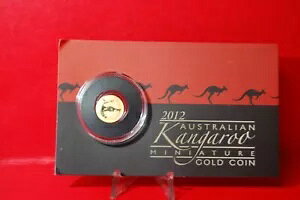 2012
AUSTRALIAN
Kangaroo
MINIATURE
GOLD COIN